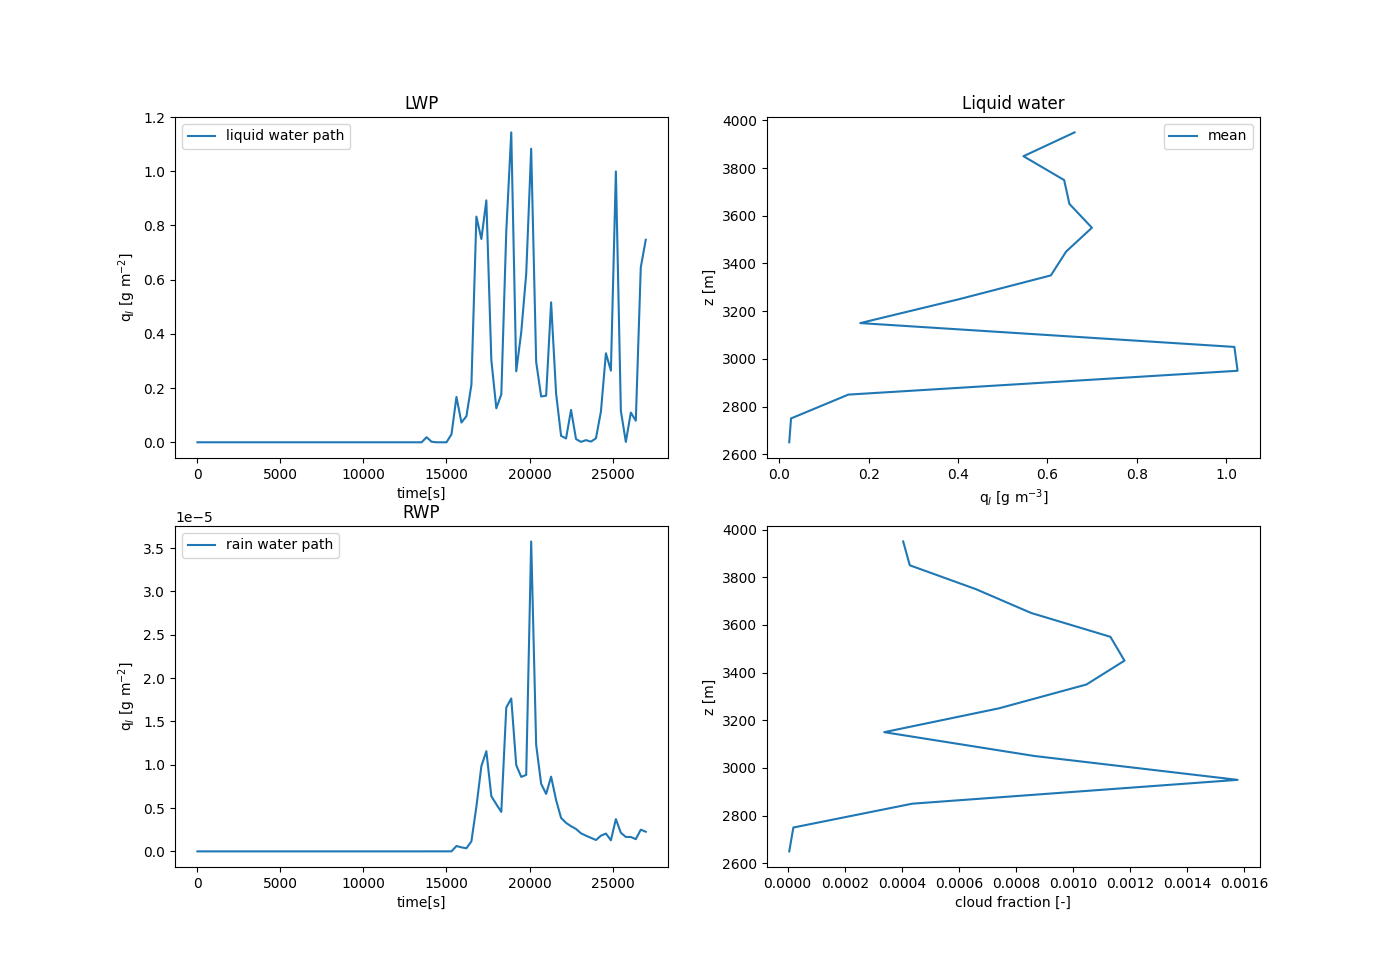 LWP
liquid water path
1.2
1.0
0.8
0.6
0.4
0.2
0.0
q_l [g m^{-2}]
0 5000 10000 15000 20000 25000
time[s]
Liquid water
mean
4000
3800
3600
3400
3200
3000
2800
2600
z [m]
0.0 0.2 0.4 0.6 0.8 1.0
q_l [g m^{-3}]
RWP
1e−5
rain water path
3.5
3.0
2.5
2.0
1.5
1.0
0.5
0.0
q_l [g m^{-2}]
0 5000 10000 15000 20000 25000
time[s]
4000
3800
3600
3400
3200
3000
2800
2600
z [m]
0.0000 0.0002 0.0004 0.0006 0.0008 0.0010 0.0012 0.0014 0.0016
cloud fraction [-]